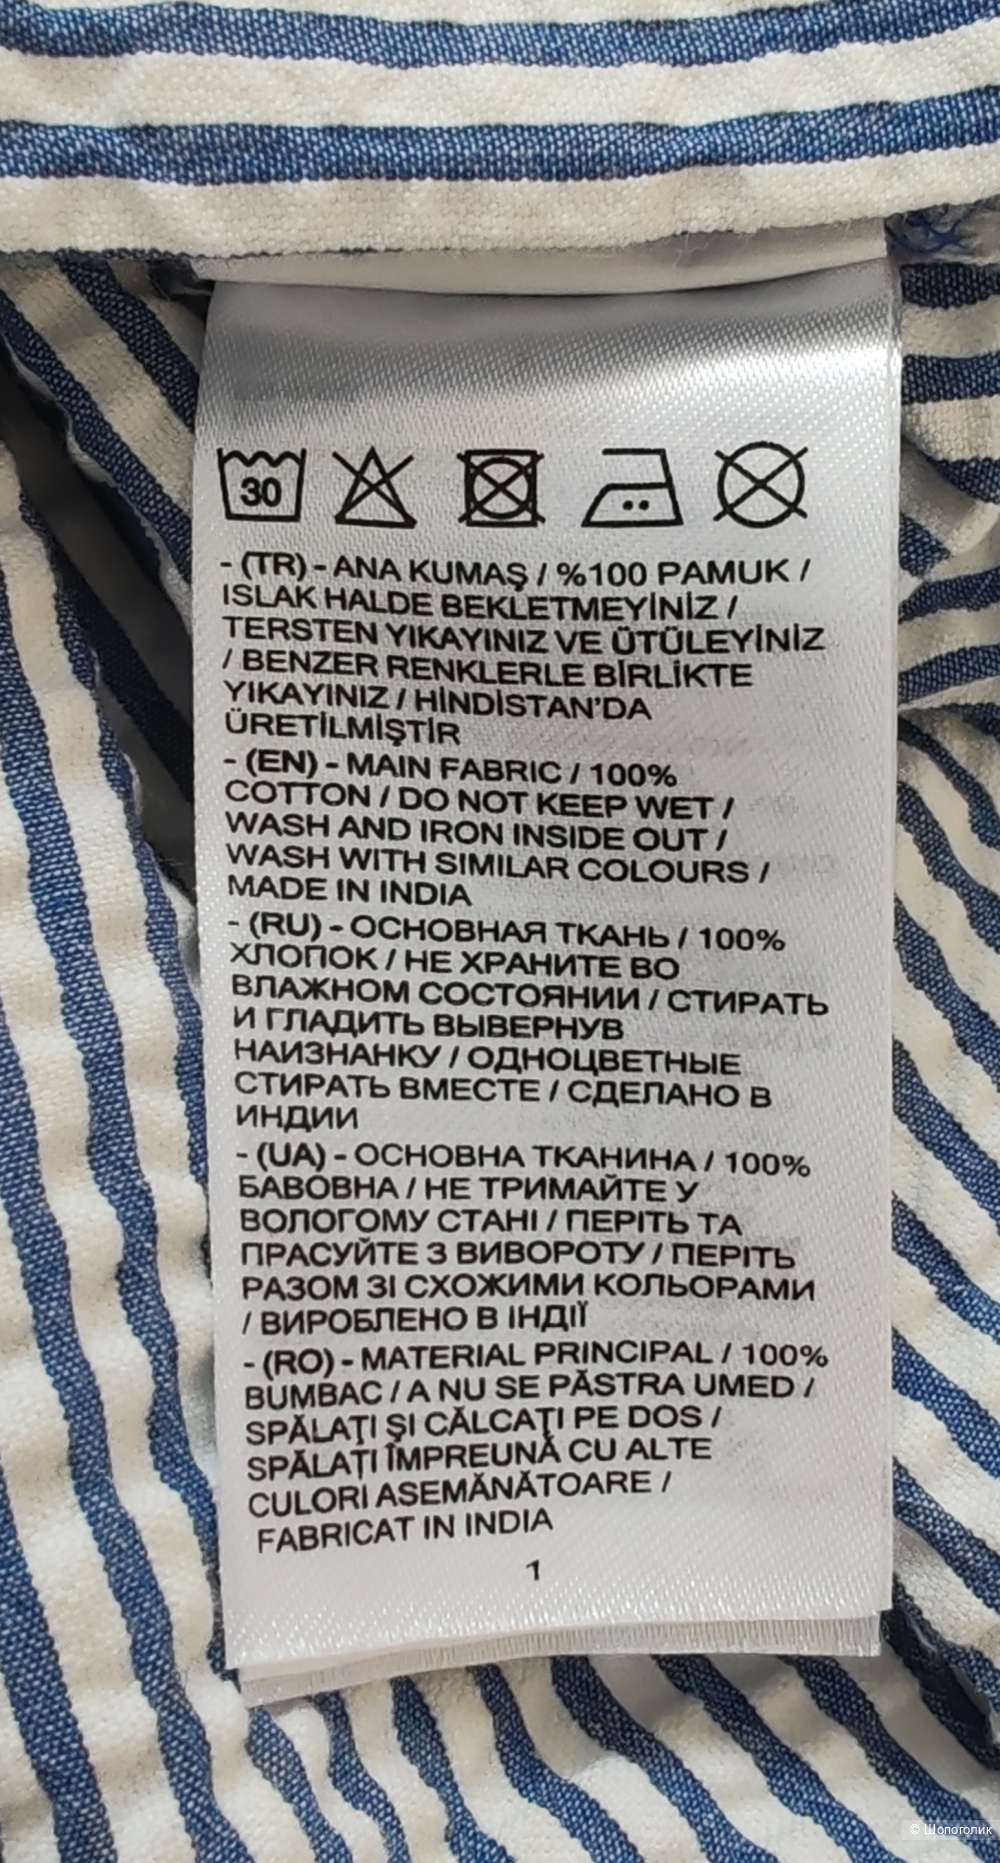 30
- (TR) - ANA KUMAŞ / %100 PAMUK /
ISLAK HALDE BEKLETMEYİNİZ /
TERSTEN YIKAYINIZ VE ÜTÜLEYİNİZ
/ BENZER RENKLERLE BİRLİKTE
YIKAYINIZ / HİNDİSTAN'DA
ÜRETİLMİŞTİR
- (EN) - MAIN FABRIC / 100%
COTTON / DO NOT KEEP WET /
WASH AND IRON INSIDE OUT /
WASH WITH SIMILAR COLOURS /
MADE IN INDIA
- (RU) - ОСНОВНАЯ ТКАНЬ / 100%
ХЛОПОК / НЕ ХРАНИТЕ ВО
ВЛАЖНОМ СОСТОЯНИИ / СТИРАТЬ
И ГЛАДИТЬ ВЫВЕРНУВ
НАИЗНАНКУ / ОДНОЦВЕТНЫЕ
СТИРАТЬ ВМЕСТЕ / СДЕЛАНО В
ИНДИИ
- (UA) - ОСНОВНА ТКАНИНА / 100%
БАВОВНА / НЕ ТРИМАЙТЕ У
ВОЛОГОМУ СТАНІ / ПЕРІТЬ ТА
ПРАСУЙТЕ З ВИВОРОТУ / ПЕРІТЬ
РАЗОМ ЗІ СХОЖИМИ КОЛЬОРАМИ
/ ВИРОБЛЕНО В ІНДІЇ
- (RO) - MATERIAL PRINCIPAL / 100%
BUMBAC / A NU SE PĂSTRA UMED /
SPĂLAŢI ŞI CĂLCAŢI PE DOS /
SPĂLAŢI ÎMPREUNĂ CU ALTE
CULORI ASEMĂNĂTOARE /
FABRICAT IN INDIA
1
© Шопоголик